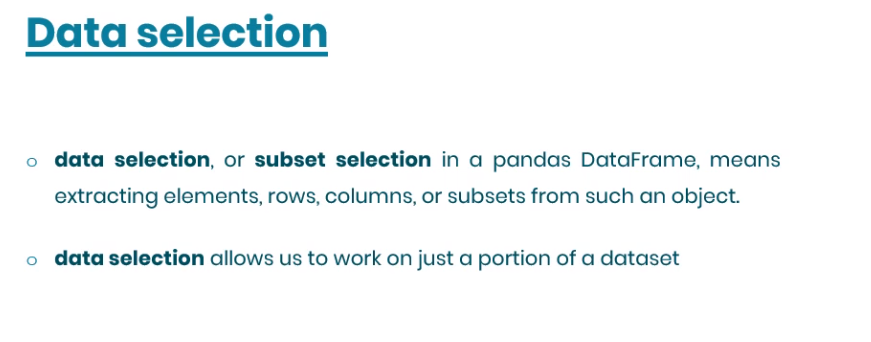 Data selection
o data selection, or subset selection in a pandas DataFrame, means
extracting elements, rows, columns, or subsets from such an object.
o data selection allows us to work on just a portion of a dataset